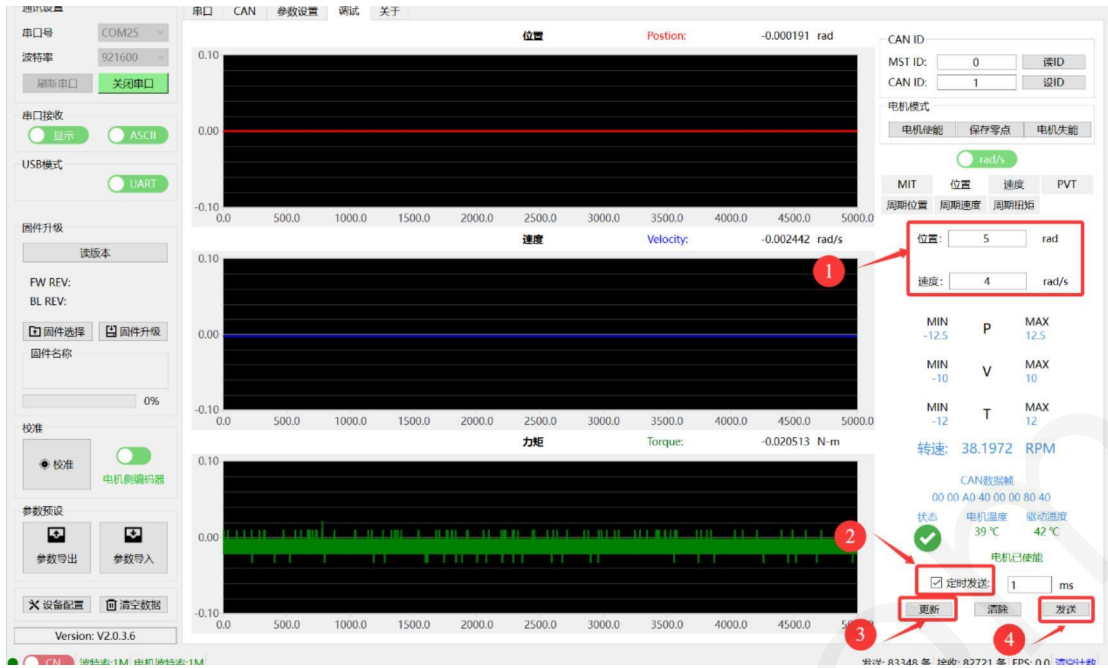 通讯设置
串口 CAN 参数设置 调试 关于
串口号 COM25
波特率 921600
刷新串口 关闭串口
串口接收
显示 ASCII
USB模式
UART
固件升级
读版本
FW REV:
BL REV:
固件选择 固件升级
固件名称
0%
校准
校准
电机侧编码器
参数预设
参数导出 参数导入
设备配置 清空数据
Version: V2.0.3.6
位置 Postion: -0.000191 rad
0.10
0.00
-0.10
0.0 500.0 1000.0 1500.0 2000.0 2500.0 3000.0 3500.0 4000.0 4500.0 5000.0
速度 Velocity: -0.002442 rad/s
0.10
0.00
-0.10
0.0 500.0 1000.0 1500.0 2000.0 2500.0 3000.0 3500.0 4000.0 4500.0 5000.0
力矩 Torque: -0.020513 N-m
0.10
0.00
-0.10
0.0 500.0 1000.0 1500.0 2000.0 2500.0 3000.0 3500.0 4000.0 4500.0
CAN ID
MST ID: 0 读ID
CAN ID: 1 设ID
电机模式
电机使能 保存零点 电机失能
rad/s
MIT 位置 速度 PVT
周期位置 周期速度 周期扭矩
位置: 5 rad
1
速度: 4 rad/s
MIN P MAX
-12.5 12.5
MIN V MAX
-10 10
MIN T MAX
-12 12
转速: 38.1972 RPM
CAN数据帧
00 00 A0 40 00 00 80 40
状态 电机温度 驱动温度
39 ℃ 42 ℃
2
电机已使能
定时发送: 1 ms
更新 清除 发送
3 4
CN 波特率:1M 电机波特率:1M
发送: 83348 条 接收: 82721 条 FPS: 0.0 清空计数